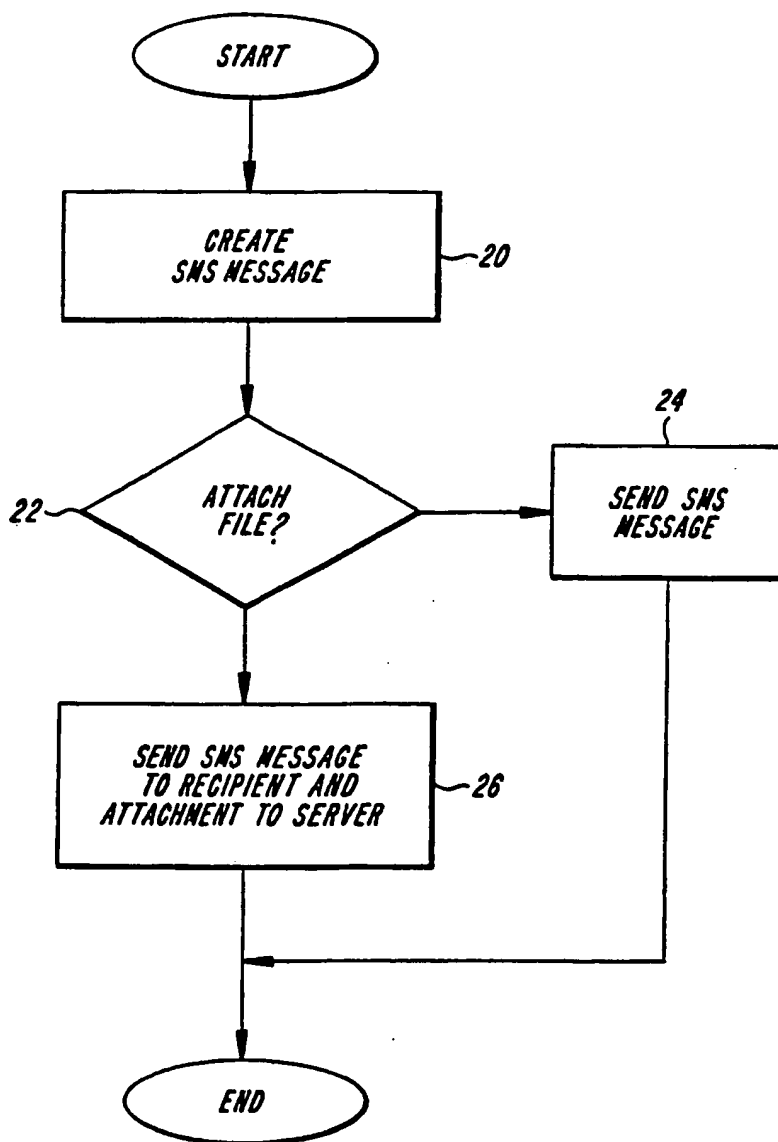 START
CREATE
SMS MESSAGE
20
22
ATTACH
FILE?
24
SEND SMS
MESSAGE
SEND SMS MESSAGE
TO RECIPIENT AND
ATTACHMENT TO SERVER
26
END